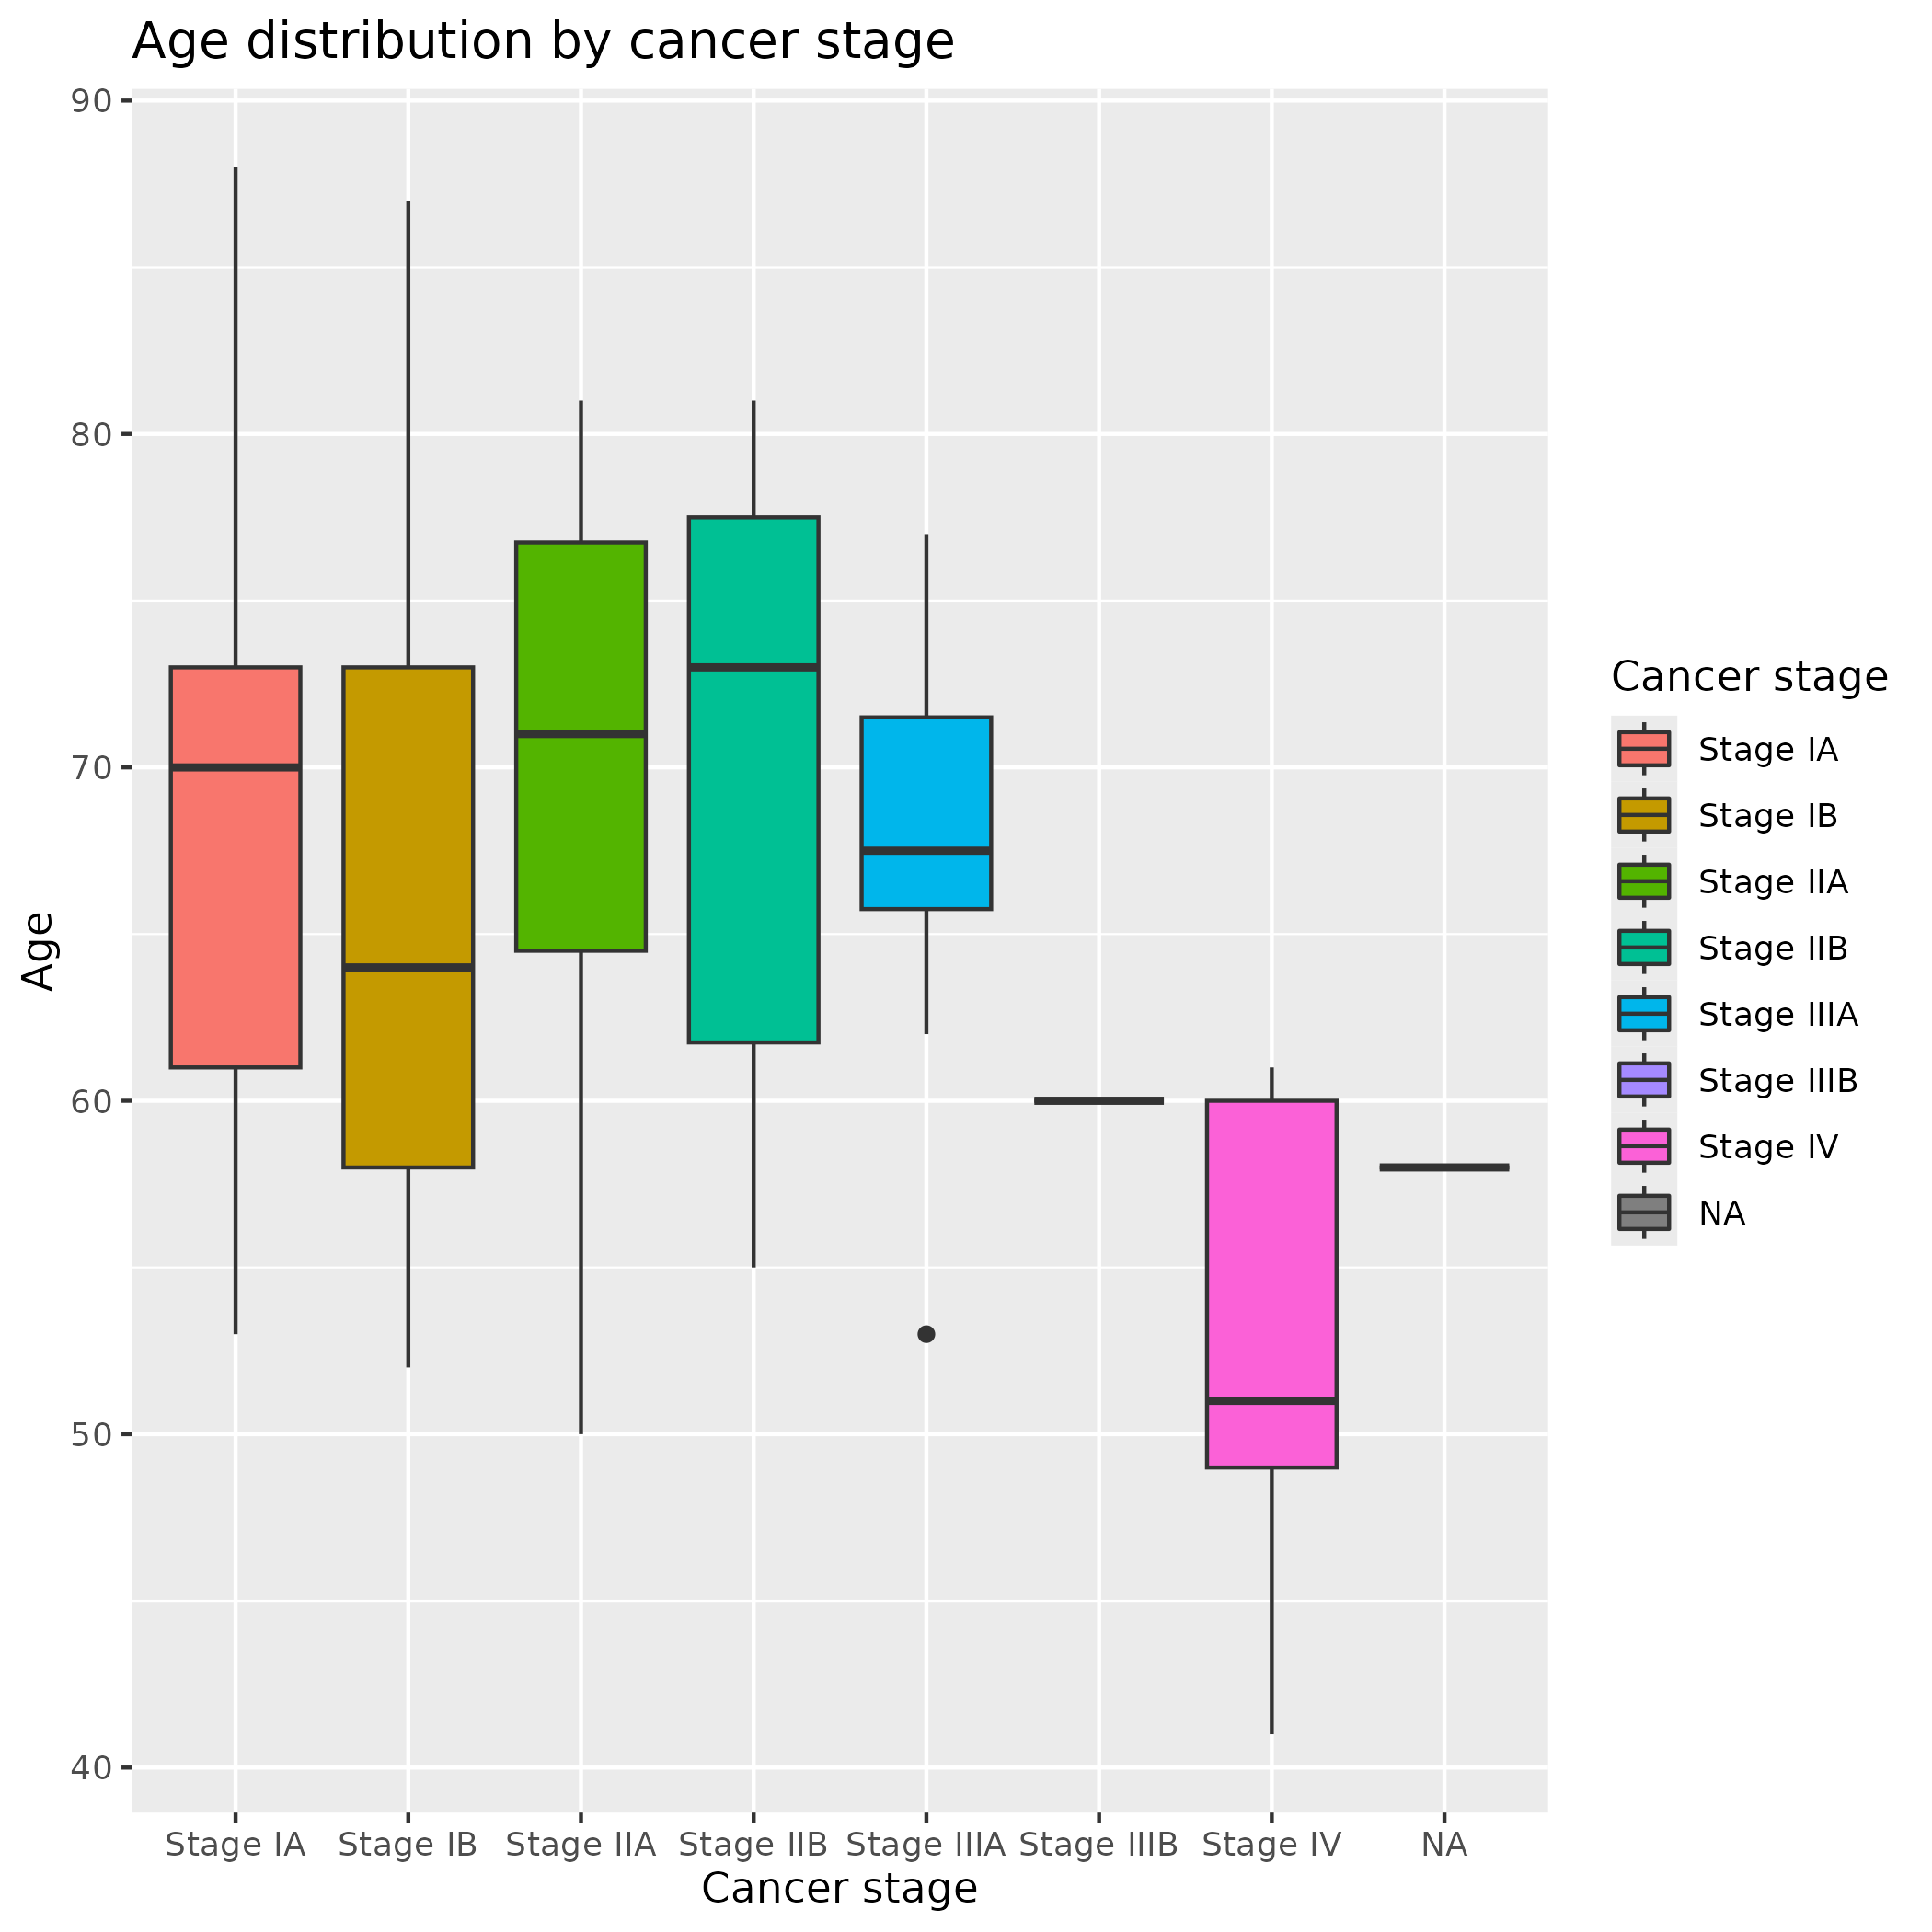 Age distribution by cancer stage
90
80
70
60
50
40
Age
Stage IA Stage IB Stage IIA Stage IIB Stage IIIA Stage IIIB Stage IV NA
Cancer stage
Cancer stage
Stage IA
Stage IB
Stage IIA
Stage IIB
Stage IIIA
Stage IIIB
Stage IV
NA